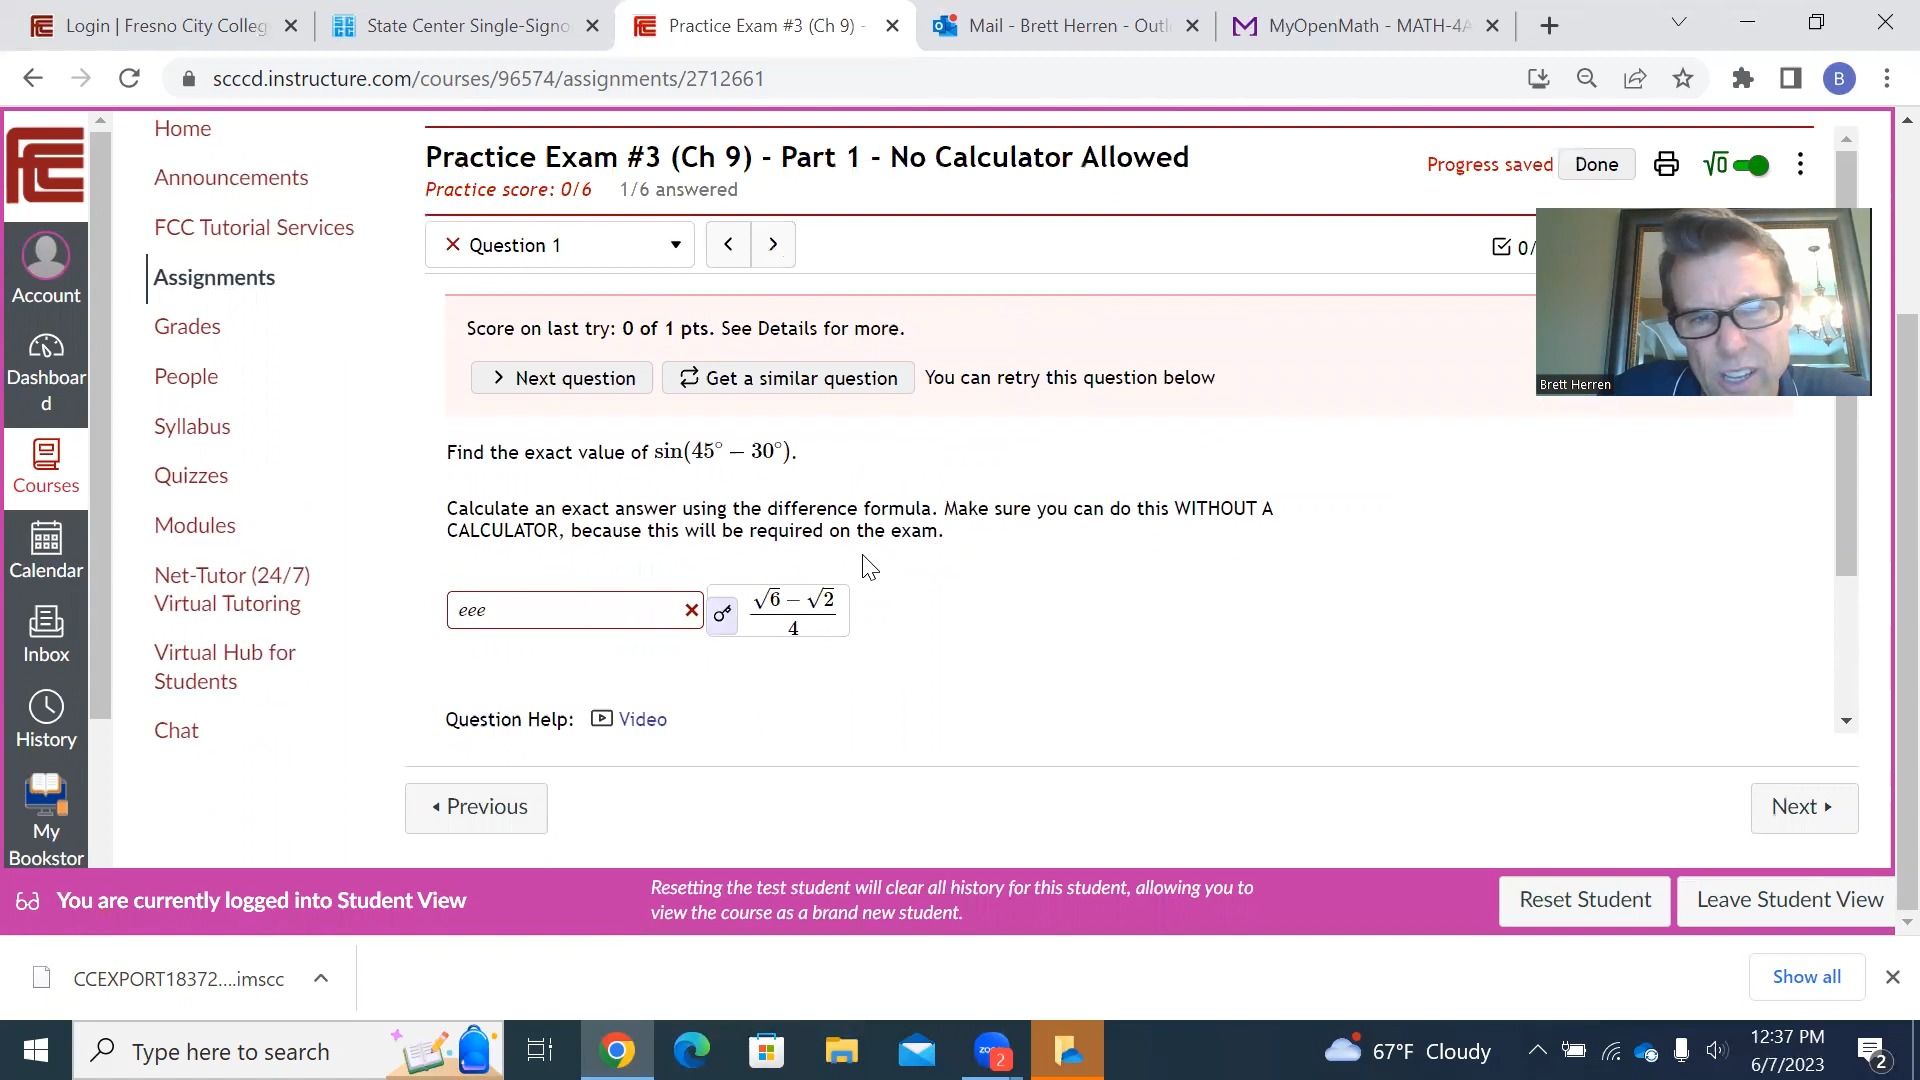 Login | Fresno City Colleg
State Center Single-Signo
Practice Exam #3 (Ch 9) -
Mail - Brett Herren - Outl
MyOpenMath - MATH-4A
scccd.instructure.com/courses/96574/assignments/2712661
B
Account
Dashboar
d
Courses
Calendar
Inbox
History
My
Bookstor
Home
Announcements
FCC Tutorial Services
Assignments
Grades
People
Syllabus
Quizzes
Modules
Net-Tutor (24/7)
Virtual Tutoring
Virtual Hub for
Students
Chat
Practice Exam #3 (Ch 9) - Part 1 - No Calculator Allowed
Practice score: 0/6 1/6 answered
Progress saved Done √0
Question 1
0/
Brett Herren
Score on last try: 0 of 1 pts. See Details for more.
Next question Get a similar question You can retry this question below
Find the exact value of sin(45° − 30°).
Calculate an exact answer using the difference formula. Make sure you can do this WITHOUT A
CALCULATOR, because this will be required on the exam.
eee
√6 − √2
4
Question Help: Video
Previous
Next
You are currently logged into Student View
Resetting the test student will clear all history for this student, allowing you to
view the course as a brand new student.
Reset Student
Leave Student View
CCEXPORT18372....imscc
Show all
Type here to search
zoom
2
67°F Cloudy
12:37 PM
6/7/2023
2